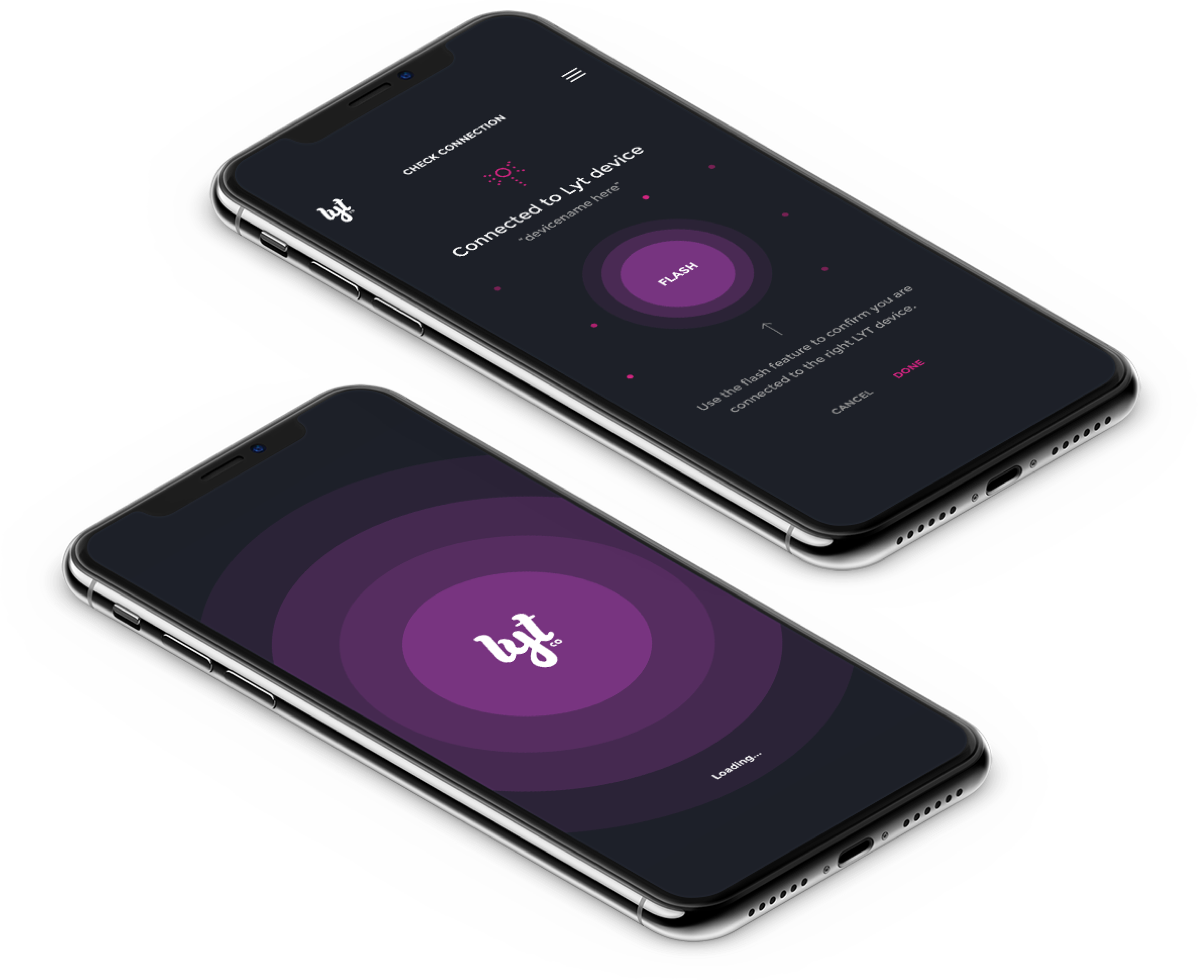 CHECK CONNECTION
lyt
co
Connected to Lyt device
"devicename here"
FLASH
Use the flash feature to confirm you are
connected to the right LYT device.
CANCEL
DONE
lyt
co
Loading...